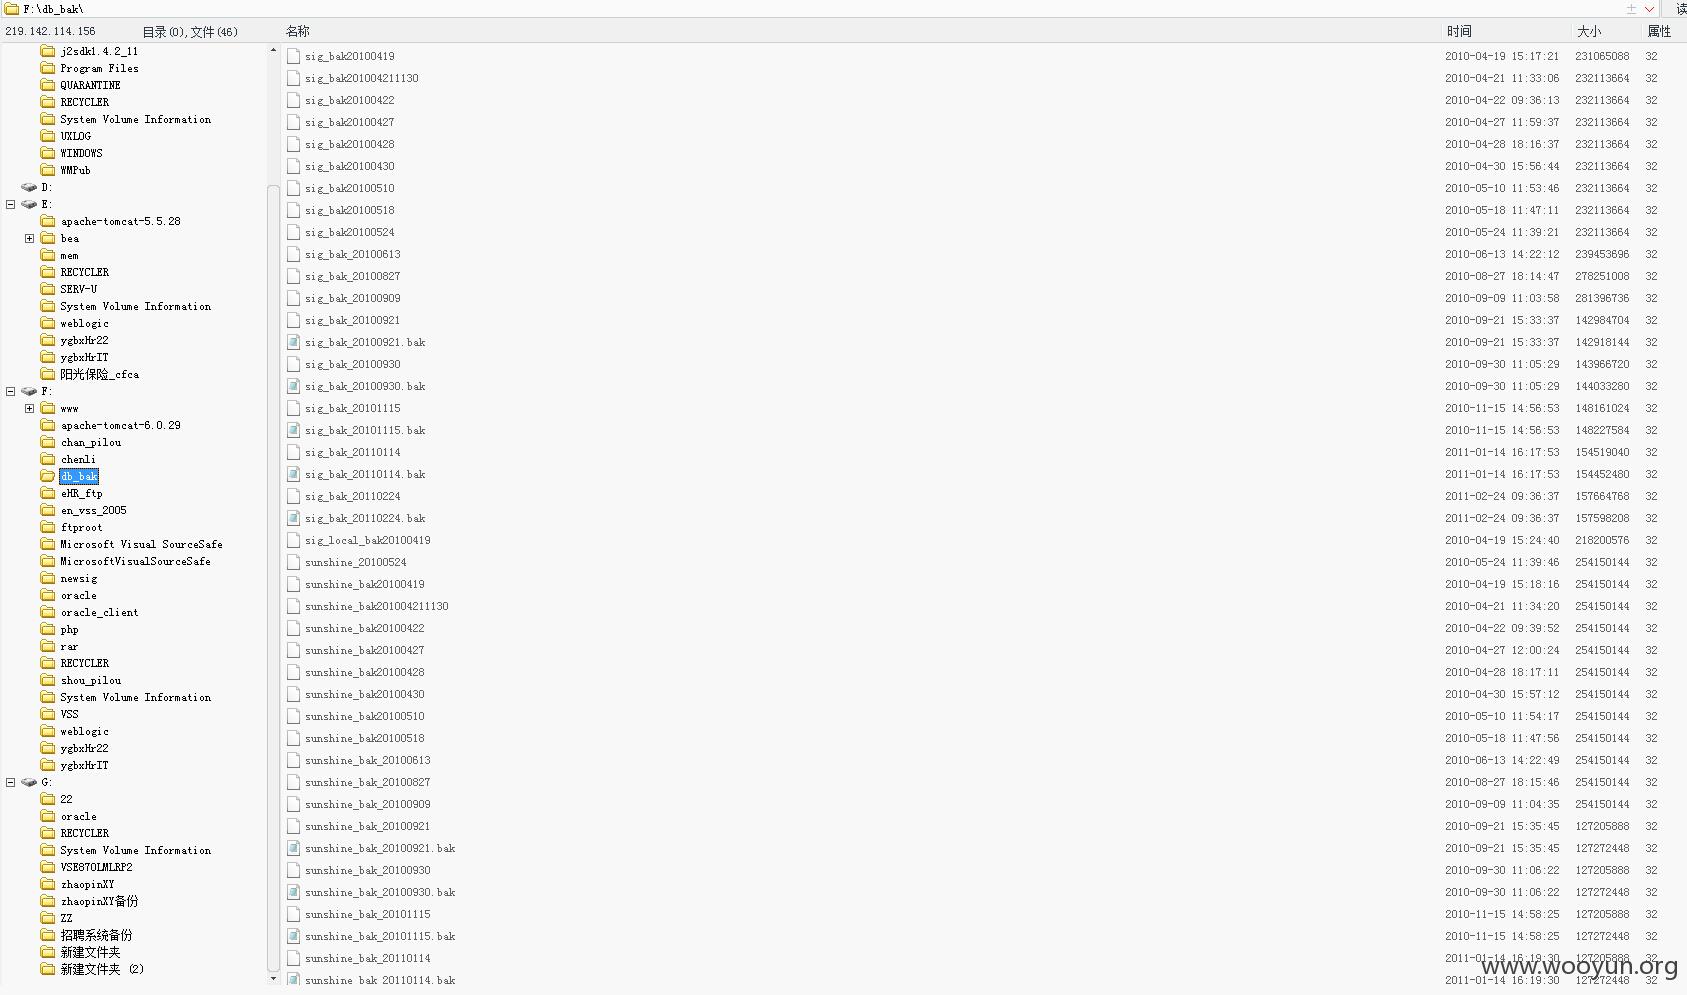 F:\db_bak\
读
219.142.114.156 目录(0),文件(46) 名称 时间 大小 属性
j2sdk1.4.2_11
Program Files
QUARANTINE
RECYCLER
System Volume Information
UXLOG
WINDOWS
WMPub
D:
E:
apache-tomcat-5.5.28
bea
mem
RECYCLER
SERV-U
System Volume Information
weblogic
ygbxHr22
ygbxHrIT
阳光保险_cfca
F:
www
apache-tomcat-6.0.29
chan_pilou
chenli
db_bak
eHR_ftp
en_vss_2005
ftproot
Microsoft Visual SourceSafe
MicrosoftVisualSourceSafe
newsig
oracle
oracle_client
php
rar
RECYCLER
shou_pilou
System Volume Information
VSS
weblogic
ygbxHr22
ygbxHrIT
G:
22
oracle
RECYCLER
System Volume Information
VSE870LMLRP2
zhaopinXY
zhaopinXY备份
ZZ
招聘系统备份
新建文件夹
新建文件夹 (2)
sig_bak20100419 2010-04-19 15:17:21 231065088 32
sig_bak201004211130 2010-04-21 11:33:06 232113664 32
sig_bak20100422 2010-04-22 09:36:13 232113664 32
sig_bak20100427 2010-04-27 11:59:37 232113664 32
sig_bak20100428 2010-04-28 18:16:37 232113664 32
sig_bak20100430 2010-04-30 15:56:44 232113664 32
sig_bak20100510 2010-05-10 11:53:46 232113664 32
sig_bak20100518 2010-05-18 11:47:11 232113664 32
sig_bak20100524 2010-05-24 11:39:21 232113664 32
sig_bak_20100613 2010-06-13 14:22:12 239453696 32
sig_bak_20100827 2010-08-27 18:14:47 278251008 32
sig_bak_20100909 2010-09-09 11:03:58 281396736 32
sig_bak_20100921 2010-09-21 15:33:37 142984704 32
sig_bak_20100921.bak 2010-09-21 15:33:37 142918144 32
sig_bak_20100930 2010-09-30 11:05:29 143966720 32
sig_bak_20100930.bak 2010-09-30 11:05:29 144033280 32
sig_bak_20101115 2010-11-15 14:56:53 148161024 32
sig_bak_20101115.bak 2010-11-15 14:56:53 148227584 32
sig_bak_20110114 2011-01-14 16:17:53 154519040 32
sig_bak_20110114.bak 2011-01-14 16:17:53 154452480 32
sig_bak_20110224 2011-02-24 09:36:37 157664768 32
sig_bak_20110224.bak 2011-02-24 09:36:37 157598208 32
sig_local_bak20100419 2010-04-19 15:24:40 218200576 32
sunshine_20100524 2010-05-24 11:39:46 254150144 32
sunshine_bak20100419 2010-04-19 15:18:16 254150144 32
sunshine_bak201004211130 2010-04-21 11:34:20 254150144 32
sunshine_bak20100422 2010-04-22 09:39:52 254150144 32
sunshine_bak20100427 2010-04-27 12:00:24 254150144 32
sunshine_bak20100428 2010-04-28 18:17:11 254150144 32
sunshine_bak20100430 2010-04-30 15:57:12 254150144 32
sunshine_bak20100510 2010-05-10 11:54:17 254150144 32
sunshine_bak20100518 2010-05-18 11:47:56 254150144 32
sunshine_bak_20100613 2010-06-13 14:22:49 254150144 32
sunshine_bak_20100827 2010-08-27 18:15:46 254150144 32
sunshine_bak_20100909 2010-09-09 11:04:35 254150144 32
sunshine_bak_20100921 2010-09-21 15:35:45 127205888 32
sunshine_bak_20100921.bak 2010-09-21 15:35:45 127272448 32
sunshine_bak_20100930 2010-09-30 11:06:22 127205888 32
sunshine_bak_20100930.bak 2010-09-30 11:06:22 127272448 32
sunshine_bak_20101115 2010-11-15 14:58:25 127205888 32
sunshine_bak_20101115.bak 2010-11-15 14:58:25 127272448 32
sunshine_bak_20110114 2011-01-14 16:19:30 127205888 32
sunshine_bak_20110114.bak 2011-01-14 16:19:30 127272448 32
www.wooyun.org